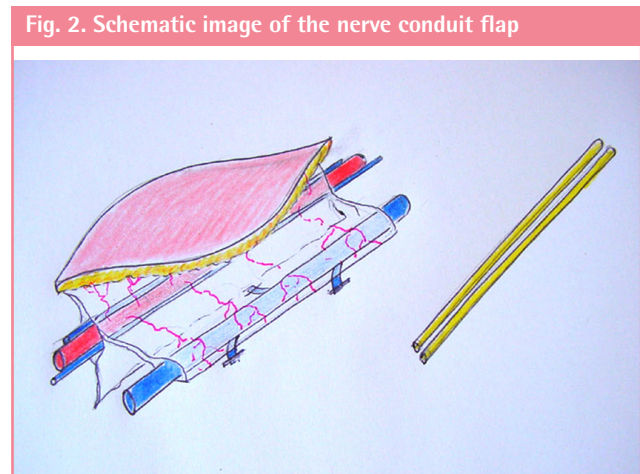 Fig. 2. Schematic image of the nerve conduit flap